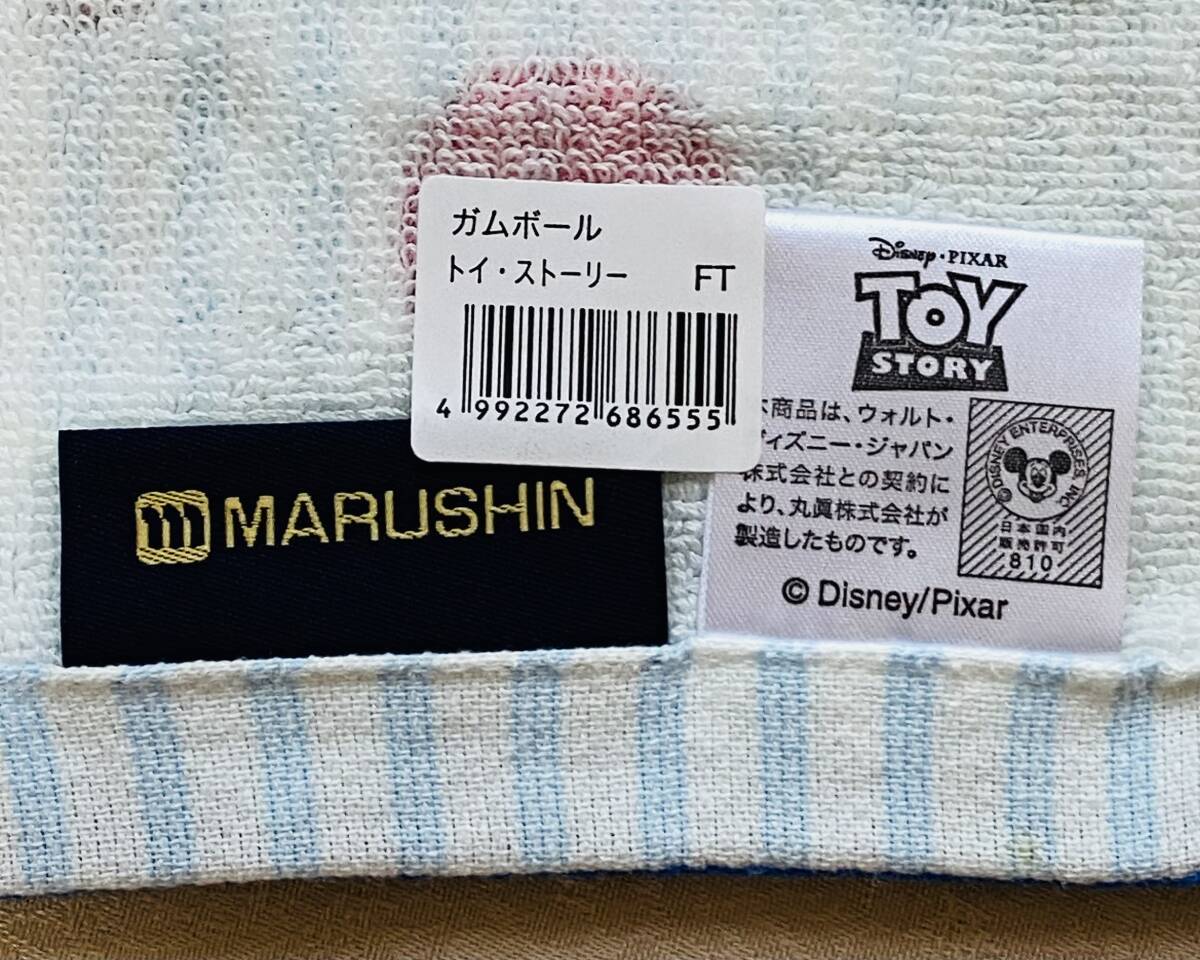 ガムボール
トイ・ストーリー FT
4 992272 686555
MARUSHIN
Disney・PIXAR
TOY
STORY
本商品は、ウォルト・
ディズニー・ジャパン
株式会社との契約に
より、丸眞株式会社が
製造したものです。
© DISNEY ENTERPRISES, INC.
日本国内
販売許可
810
© Disney/Pixar